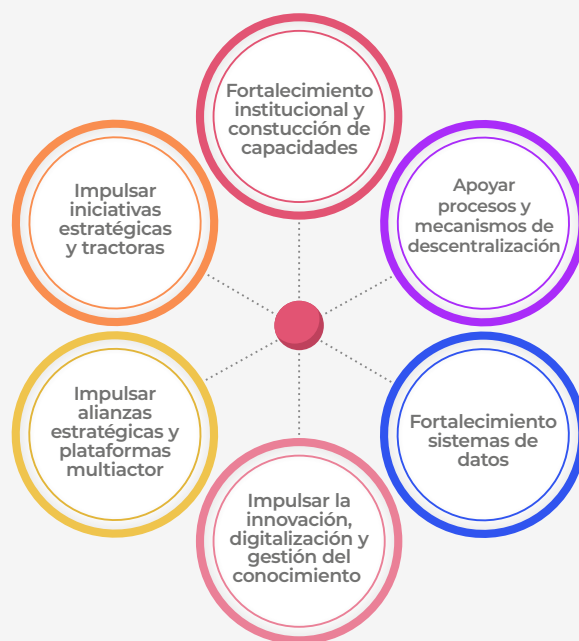 Fortalecimiento
institucional y
constucción de
capacidades
Apoyar
procesos y
mecanismos de
descentralización
Fortalecimiento
sistemas de
datos
Impulsar la
innovación,
digitalización y
gestión del
conocimiento
Impulsar
alianzas
estratégicas y
plataformas
multiactor
Impulsar
iniciativas
estratégicas
y tractoras